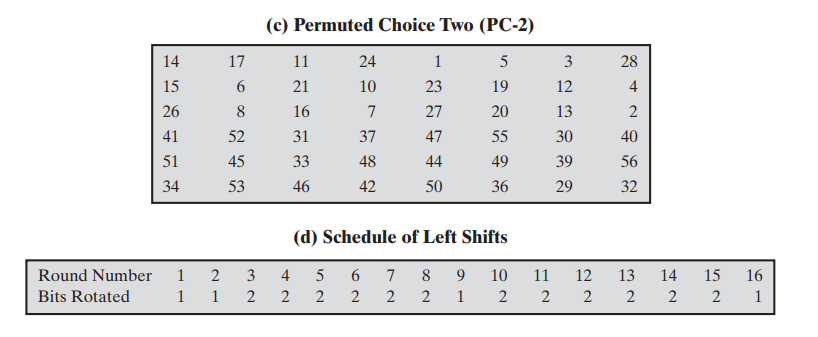 (c) Permuted Choice Two (PC-2)
14 17 11 24 1 5 3 28
15 6 21 10 23 19 12 4
26 8 16 7 27 20 13 2
41 52 31 37 47 55 30 40
51 45 33 48 44 49 39 56
34 53 46 42 50 36 29 32
(d) Schedule of Left Shifts
Round Number 1 2 3 4 5 6 7 8 9 10 11 12 13 14 15 16
Bits Rotated 1 1 2 2 2 2 2 2 1 2 2 2 2 2 2 1